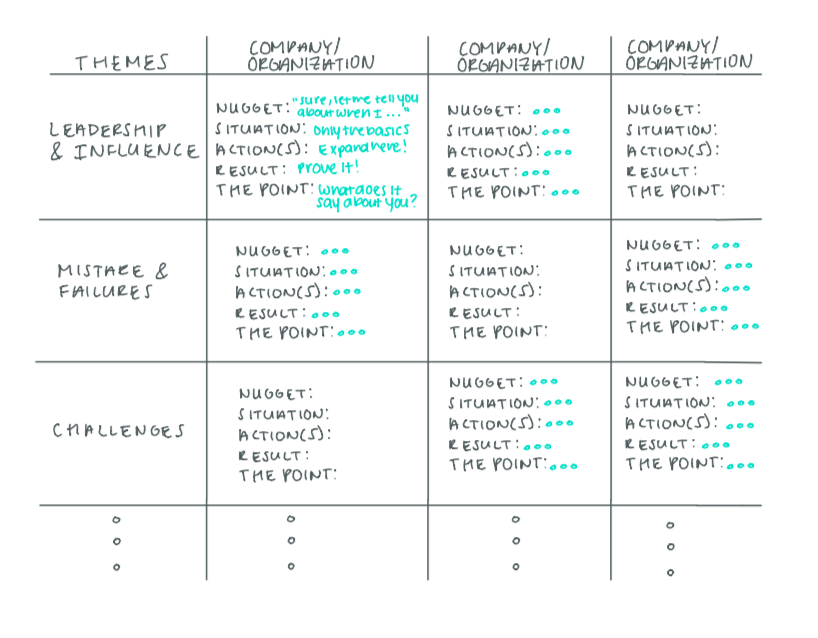 THEMES
COMPANY/
ORGANIZATION
COMPANY/
ORGANIZATION
COMPANY/
ORGANIZATION
LEADERSHIP
& INFLUENCE
NUGGET: "sure, let me tell you
about when I ..."
SITUATION: only the basics
ACTION(S): Expand here!
RESULT: Prove It!
THE POINT: What does it
say about you?
NUGGET: ...
SITUATION: ...
ACTION(S): ...
RESULT: ...
THE POINT: ...
NUGGET:
SITUATION:
ACTION(S):
RESULT:
THE POINT:
MISTAKE &
FAILURES
NUGGET: ...
SITUATION: ...
ACTION(S): ...
RESULT: ...
THE POINT: ...
NUGGET:
SITUATION:
ACTION(S):
RESULT:
THE POINT:
NUGGET: ...
SITUATION: ...
ACTION(S): ...
RESULT: ...
THE POINT: ...
CHALLENGES
NUGGET:
SITUATION:
ACTION(S):
RESULT:
THE POINT:
NUGGET: ...
SITUATION: ...
ACTION(S): ...
RESULT: ...
THE POINT: ...
NUGGET: ...
SITUATION: ...
ACTION(S): ...
RESULT: ...
THE POINT: ...